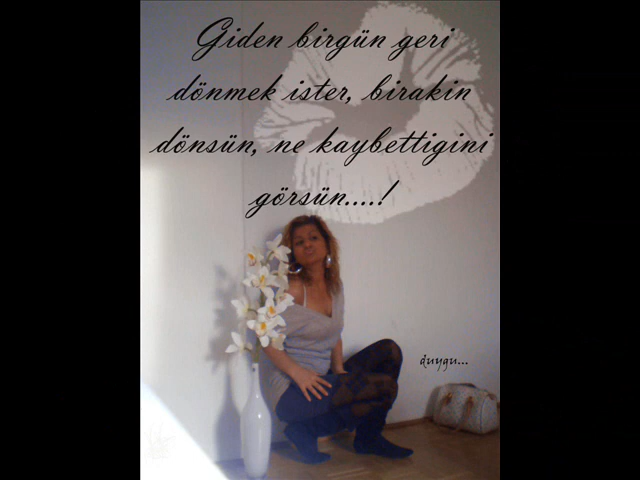 Giden birgün geri
dönmek ister, birakin
dönsün, ne kaybettigini
görsün....!
duygu...